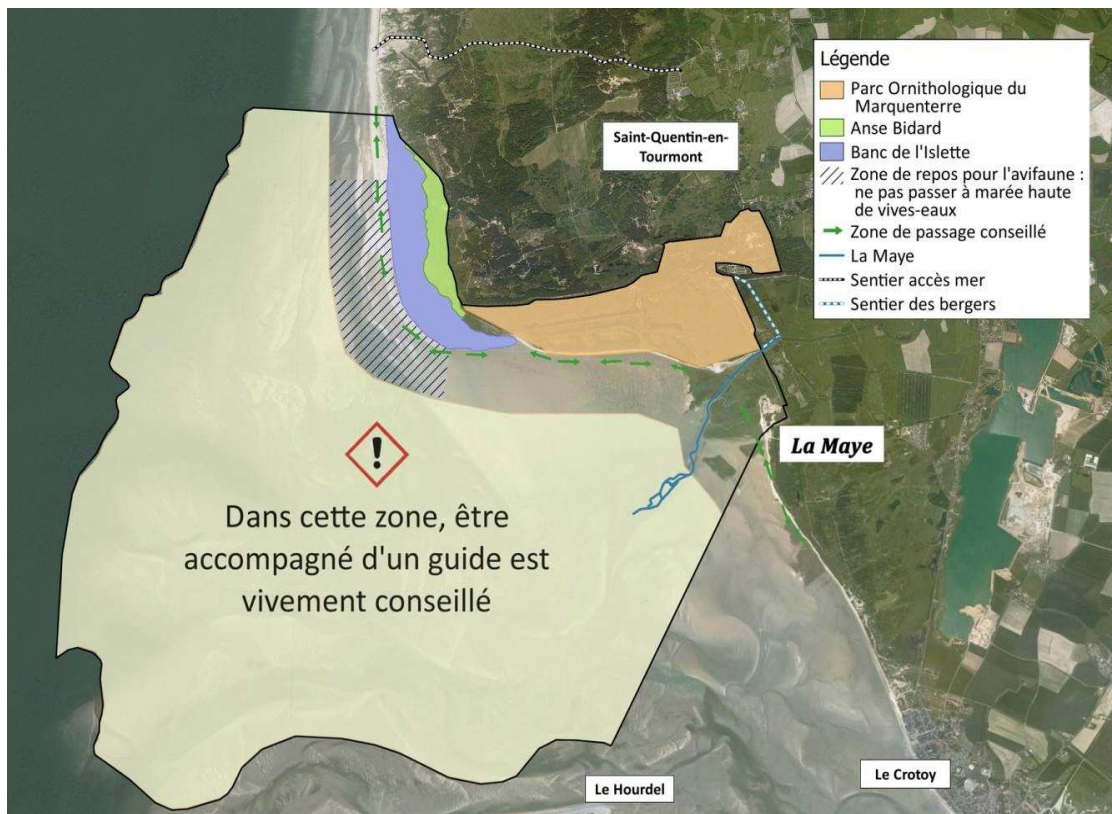 Légende
Parc Ornithologique du
Marquenterre
Anse Bidard
Banc de l'Islette
Zone de repos pour l'avifaune :
ne pas passer à marée haute
de vives-eaux
Zone de passage conseillé
La Maye
Sentier accès mer
Sentier des bergers
Saint-Quentin-en-
Tourmont
La Maye
!
Dans cette zone, être
accompagné d'un guide est
vivement conseillé
Le Hourdel
Le Crotoy